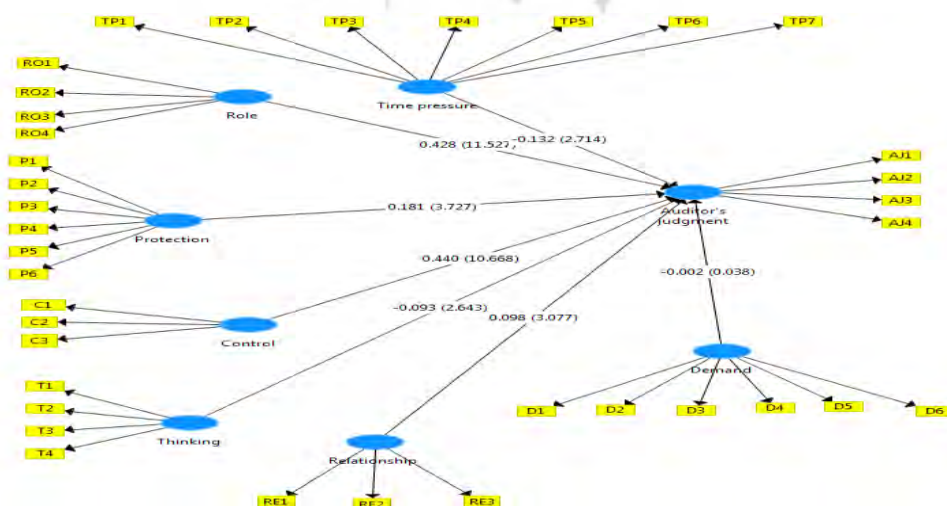 TP1 TP2 TP3 TP4 TP5 TP6 TP7
RO1
RO2
RO3
RO4
Role
Time pressure
0.428 (11.527)
-0.132 (2.714)
P1
P2
P3
P4
P5
P6
Protection
0.181 (3.727)
Auditor's
judgment
AJ1
AJ2
AJ3
AJ4
0.440 (10.668)
-0.002 (0.038)
C1
C2
C3
Control
-0.093 (2.643)
0.098 (3.077)
Demand
D1 D2 D3 D4 D5 D6
T1
T2
T3
T4
Thinking
Relationship
RE1 RE2 RE3